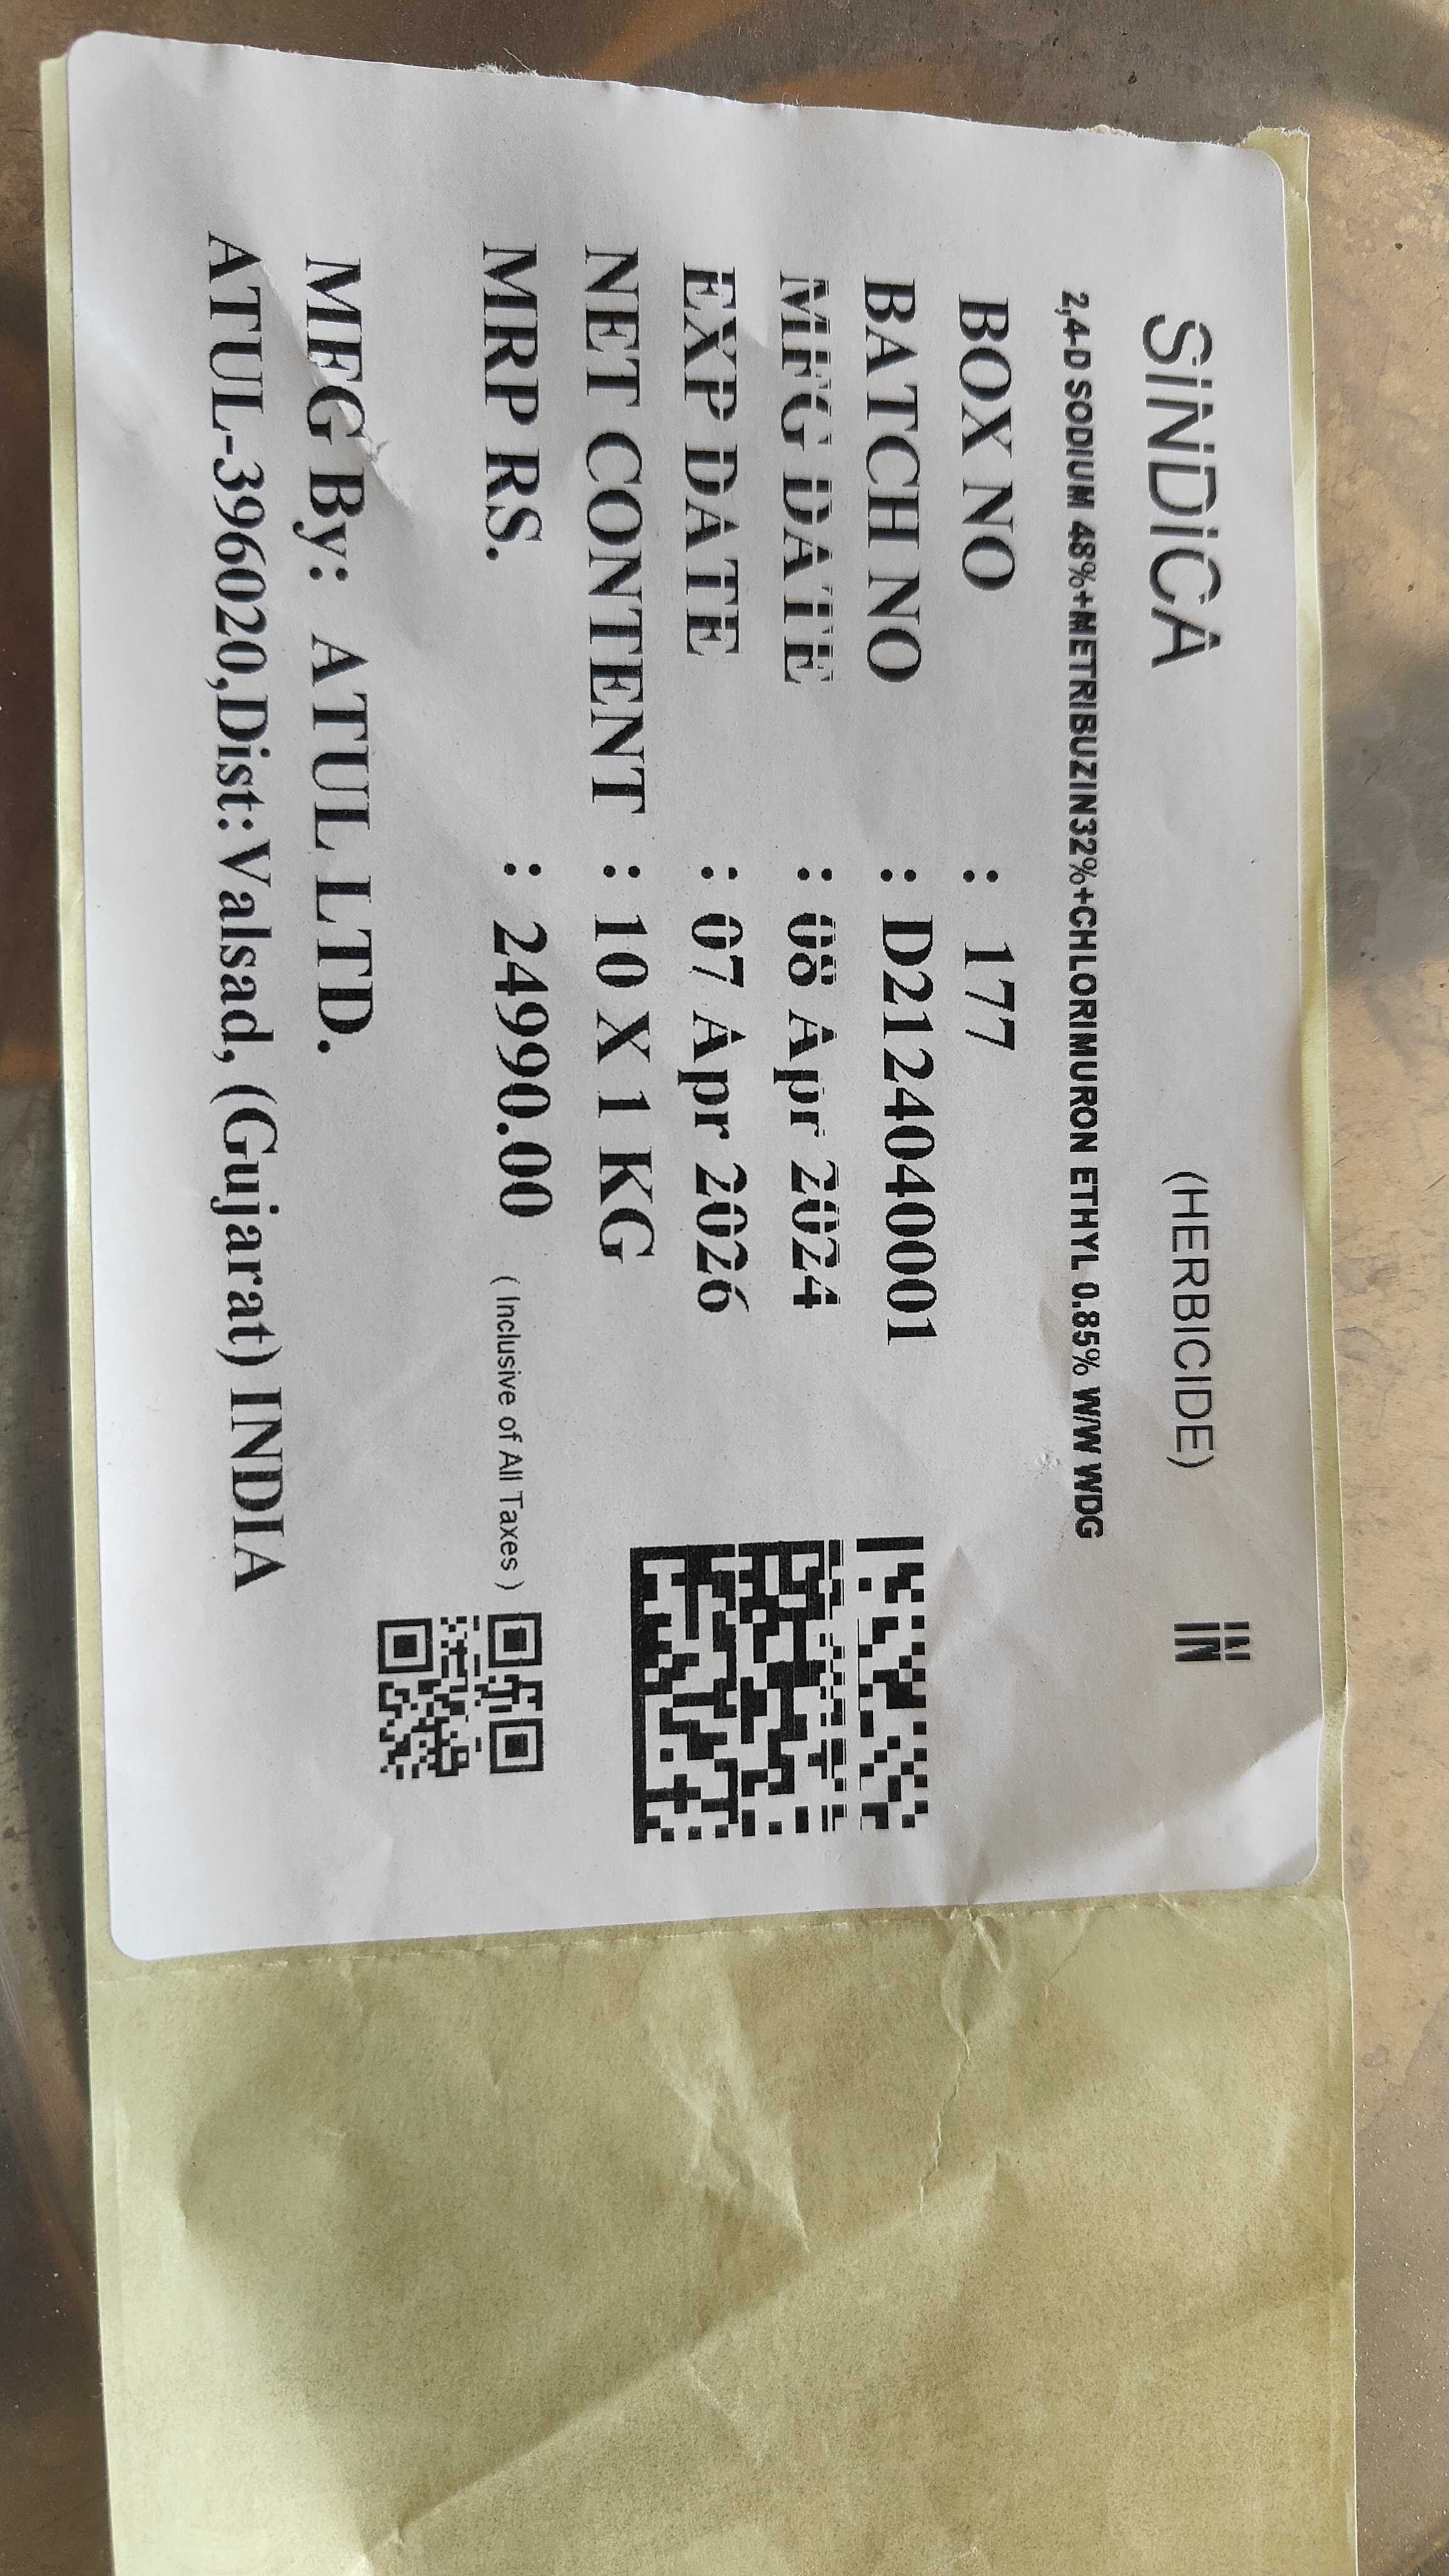 SiNDiCA (HERBICIDE) IN
2,4-D SODIUM 48%+METRIBUZIN32%+CHLORIMURON ETHYL 0.85% W/W WDG
BOX NO : 177
BATCH NO : D2124040001
MFG DATE : 08 Apr 2024
EXP DATE : 07 Apr 2026
NET CONTENT : 10 X 1 KG
MRP RS. : 24990.00 ( Inclusive of All Taxes )
MFG By: ATUL LTD.
ATUL-396020,Dist:Valsad, (Gujarat) INDIA